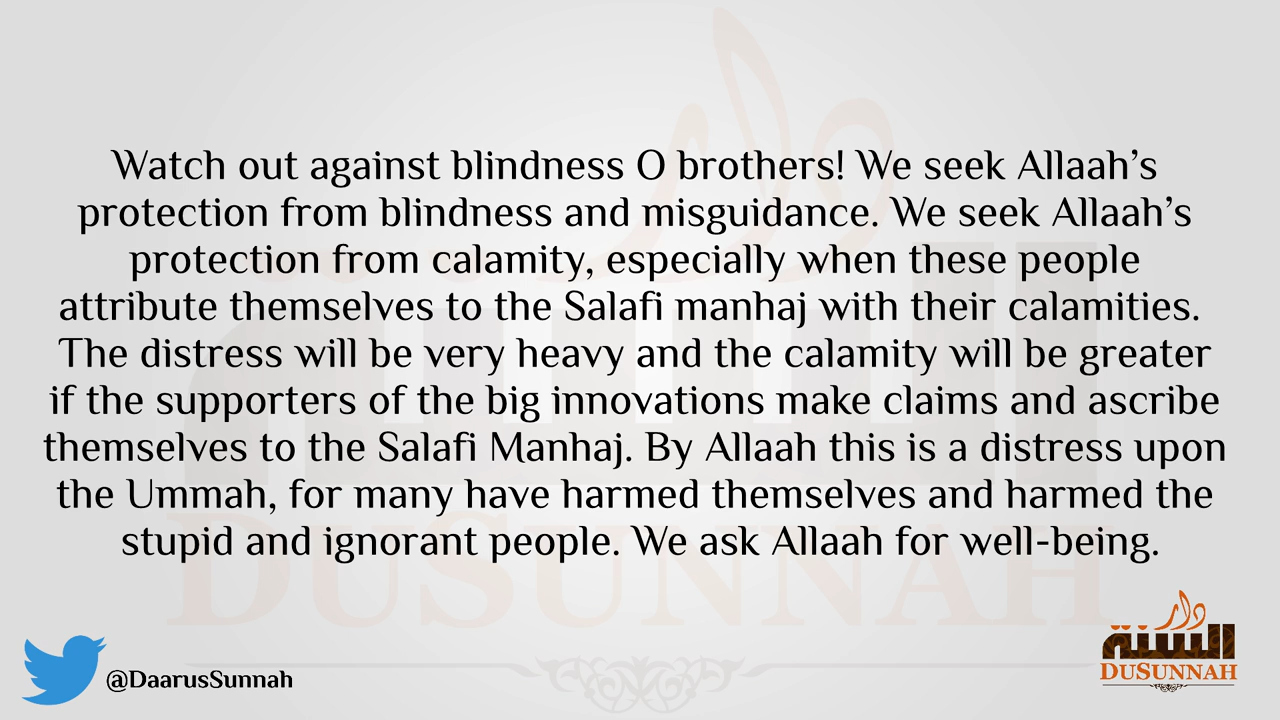 Watch out against blindness O brothers! We seek Allaah’s
protection from blindness and misguidance. We seek Allaah’s
protection from calamity, especially when these people
attribute themselves to the Salafi manhaj with their calamities.
The distress will be very heavy and the calamity will be greater
if the supporters of the big innovations make claims and ascribe
themselves to the Salafi Manhaj. By Allaah this is a distress upon
the Ummah, for many have harmed themselves and harmed the
stupid and ignorant people. We ask Allaah for well-being.
@DaarusSunnah
دار
السنة
DUSUNNAH